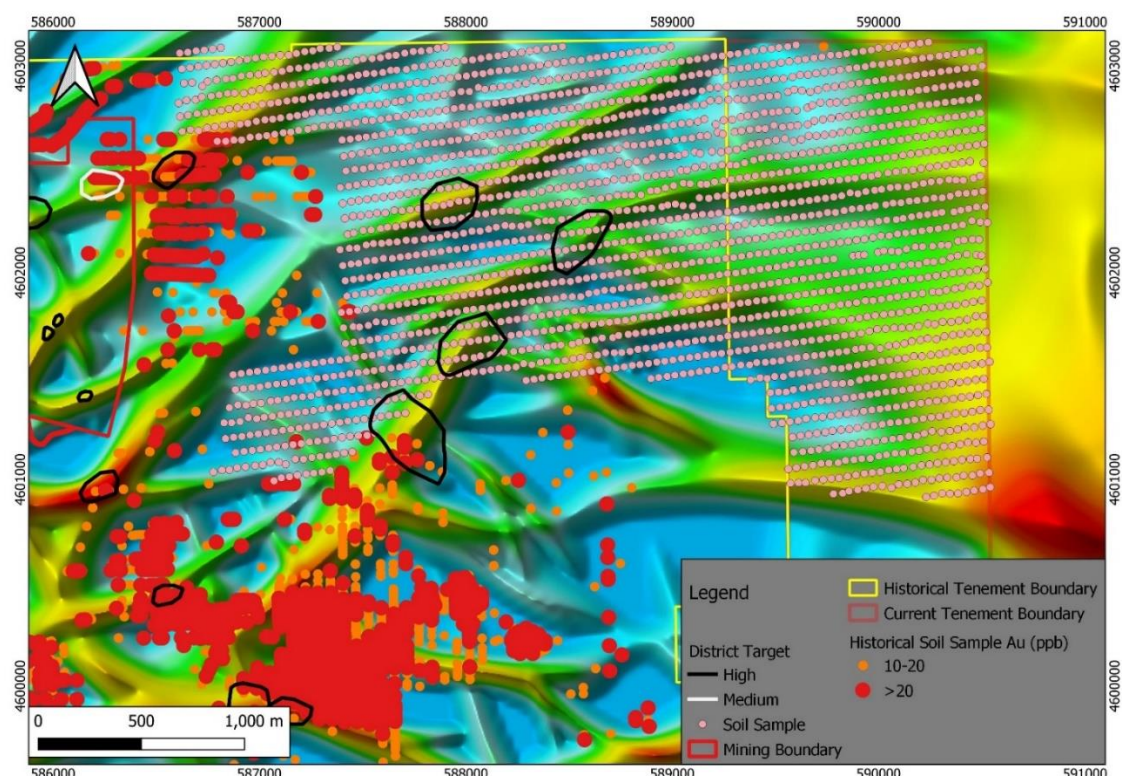 586000 587000 588000 589000 590000 591000
4603000 4603000
4602000 4602000
4601000 4601000
4600000 4600000
Legend
District Target
High
Medium
Soil Sample
Mining Boundary
Historical Tenement Boundary
Current Tenement Boundary
Historical Soil Sample Au (ppb)
10-20
>20
0 500 1,000 m
586000 587000 588000 589000 590000 591000